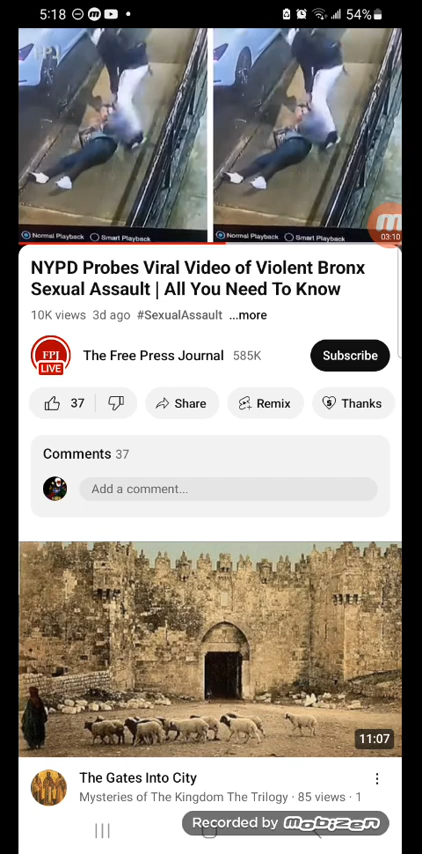 5:18 54%
FPJ
Normal Playback Smart Playback Normal Playback Smart Playback
03:10
NYPD Probes Viral Video of Violent Bronx
Sexual Assault | All You Need To Know
10K views 3d ago #SexualAssault ...more
FPJ
LIVE
The Free Press Journal 585K
Subscribe
37 Share Remix Thanks
Comments 37
Add a comment...
11:07
The Gates Into City
Mysteries of The Kingdom The Trilogy · 85 views · 1
Recorded by mobizen